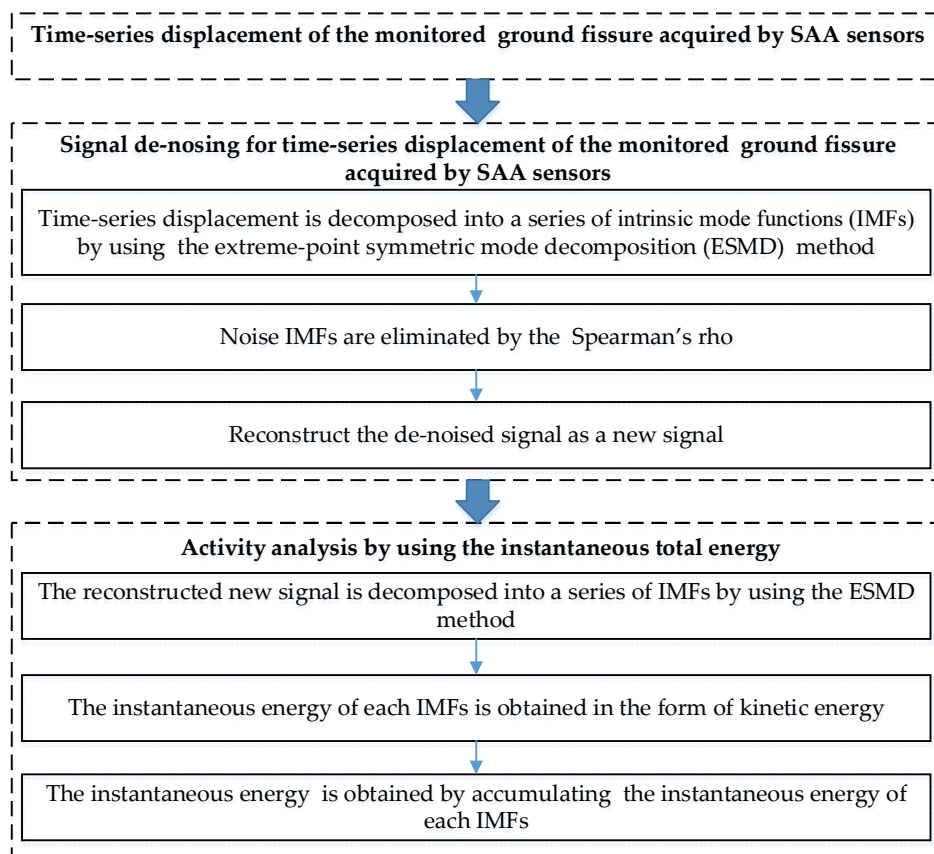 Time-series displacement of the monitored ground fissure acquired by SAA sensors
Signal de-nosing for time-series displacement of the monitored ground fissure
acquired by SAA sensors
Time-series displacement is decomposed into a series of intrinsic mode functions (IMFs)
by using the extreme-point symmetric mode decomposition (ESMD) method
Noise IMFs are eliminated by the Spearman's rho
Reconstruct the de-noised signal as a new signal
Activity analysis by using the instantaneous total energy
The reconstructed new signal is decomposed into a series of IMFs by using the ESMD
method
The instantaneous energy of each IMFs is obtained in the form of kinetic energy
The instantaneous energy is obtained by accumulating the instantaneous energy of
each IMFs